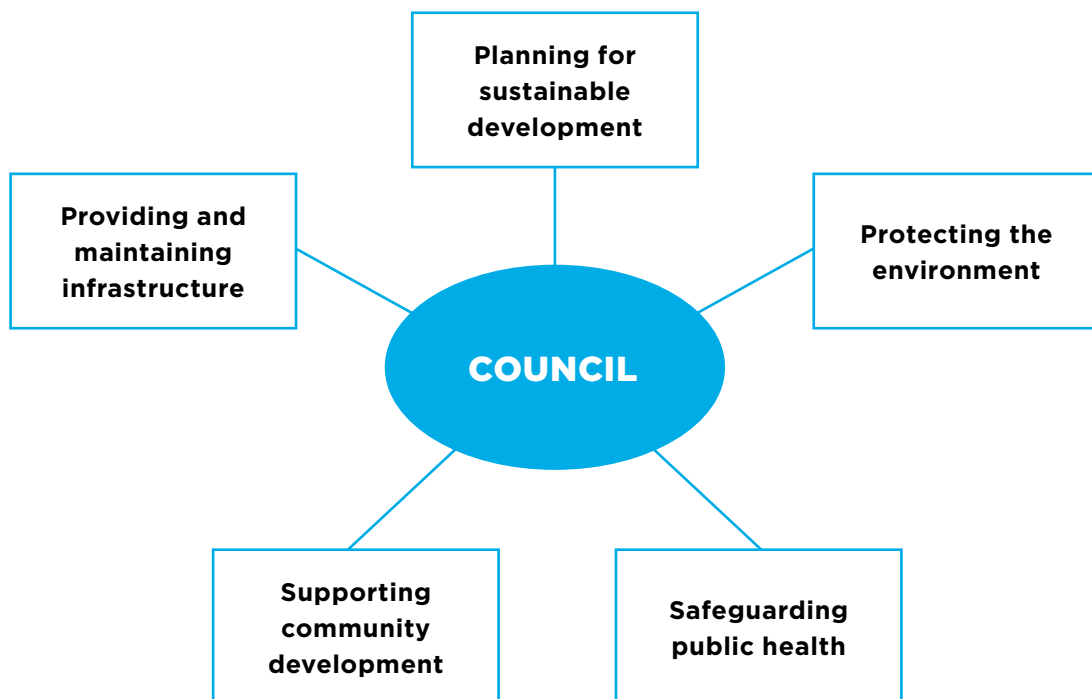 Planning for
sustainable
development
Providing and
maintaining
infrastructure
Protecting the
environment
COUNCIL
Supporting
community
development
Safeguarding
public health